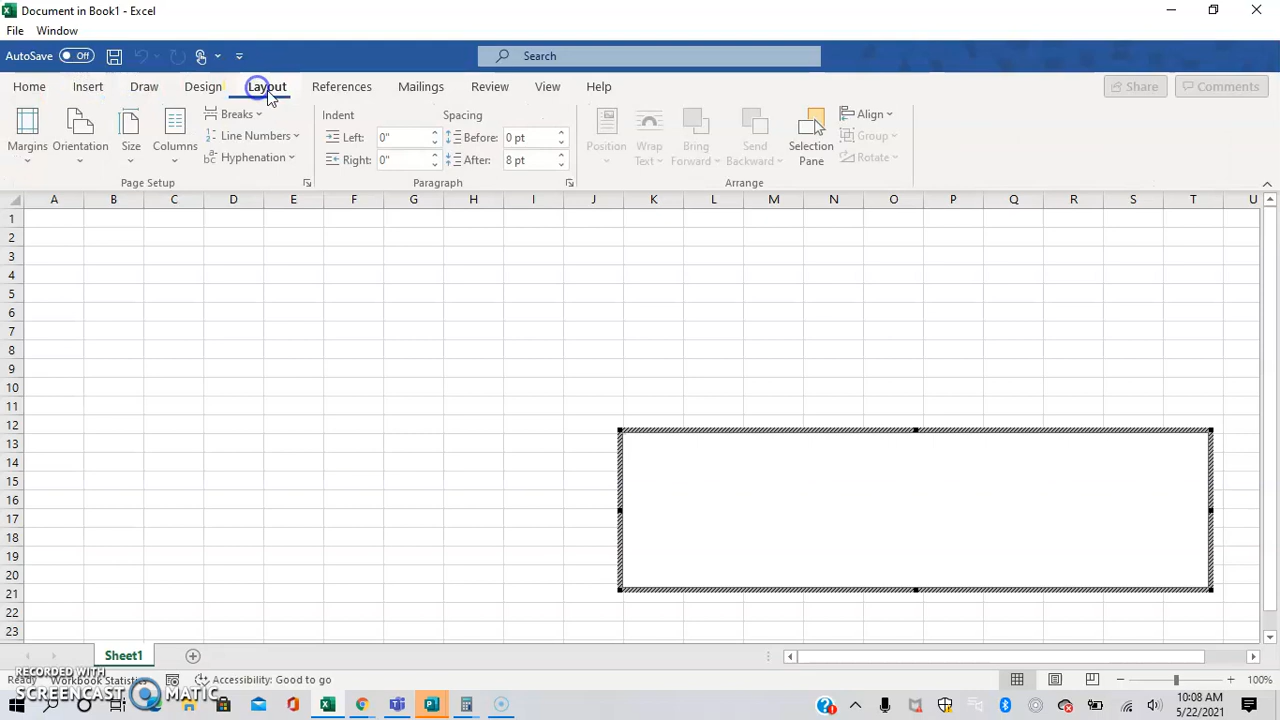 Document in Book1 - Excel
File Window
AutoSave Off Search
Home Insert Draw Design Layout References Mailings Review View Help Share Comments
Margins Orientation Size Columns Breaks Line Numbers Hyphenation
Page Setup
Indent Spacing
Left: 0" Before: 0 pt
Right: 0" After: 8 pt
Paragraph
Position Wrap Text Bring Forward Send Backward Selection Pane Align Group Rotate
Arrange
A B C D E F G H I J K L M N O P Q R S T U
1
2
3
4
5
6
7
8
9
10
11
12
13
14
15
16
17
18
19
20
21
22
23
Sheet1
Ready Workbook Statistics Accessibility: Good to go 100%
RECORDED WITH
SCREENCAST MATIC
10:08 AM
5/22/2021